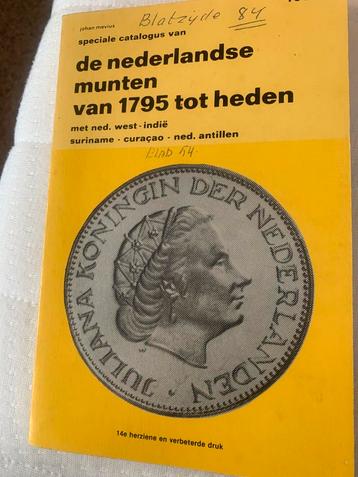 johan mevius
Blatzijde 84
speciale catalogus van
de nederlandse
munten
van 1795 tot heden
met ned. west-indië
suriname · curaçao · ned. antillen
JULIANA KONINGIN DER NEDERLANDEN
14e herziene en verbeterde druk